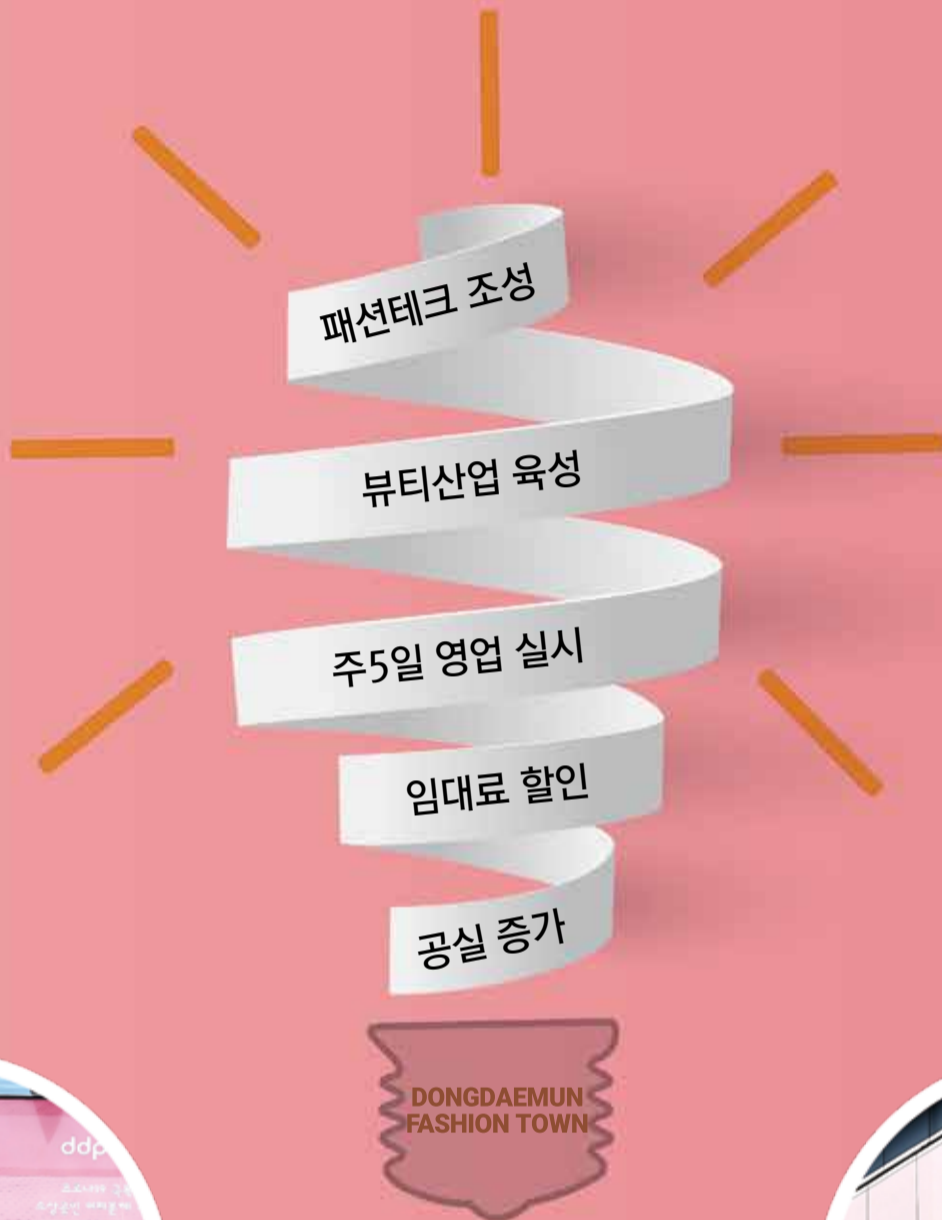 패션테크 조성
뷰티산업 육성
주5일 영업 실시
임대료 할인
공실 증가
DONGDAEMUN
FASHION TOWN
ddp